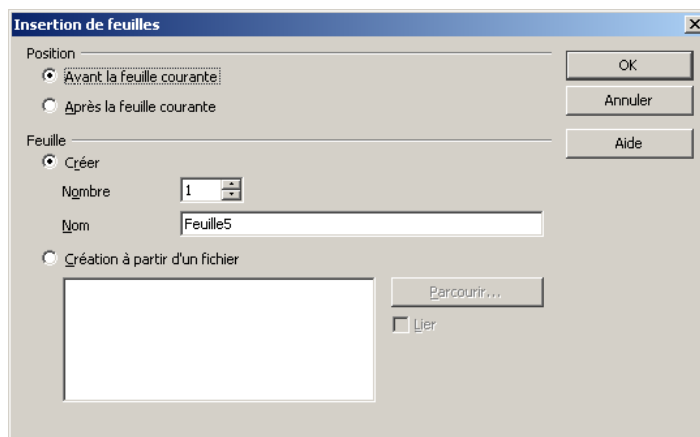 Insertion de feuilles
Position
Avant la feuille courante
Après la feuille courante
OK
Annuler
Aide
Feuille
Créer
Nombre 1
Nom Feuille5
Création à partir d'un fichier
Parcourir...
Lier